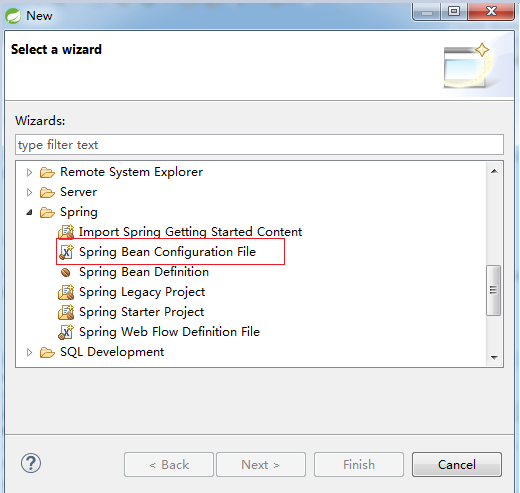 New
Select a wizard
Wizards:
type filter text
Remote System Explorer
Server
Spring
Import Spring Getting Started Content
Spring Bean Configuration File
Spring Bean Definition
Spring Legacy Project
Spring Starter Project
Spring Web Flow Definition File
SQL Development
< Back
Next >
Finish
Cancel